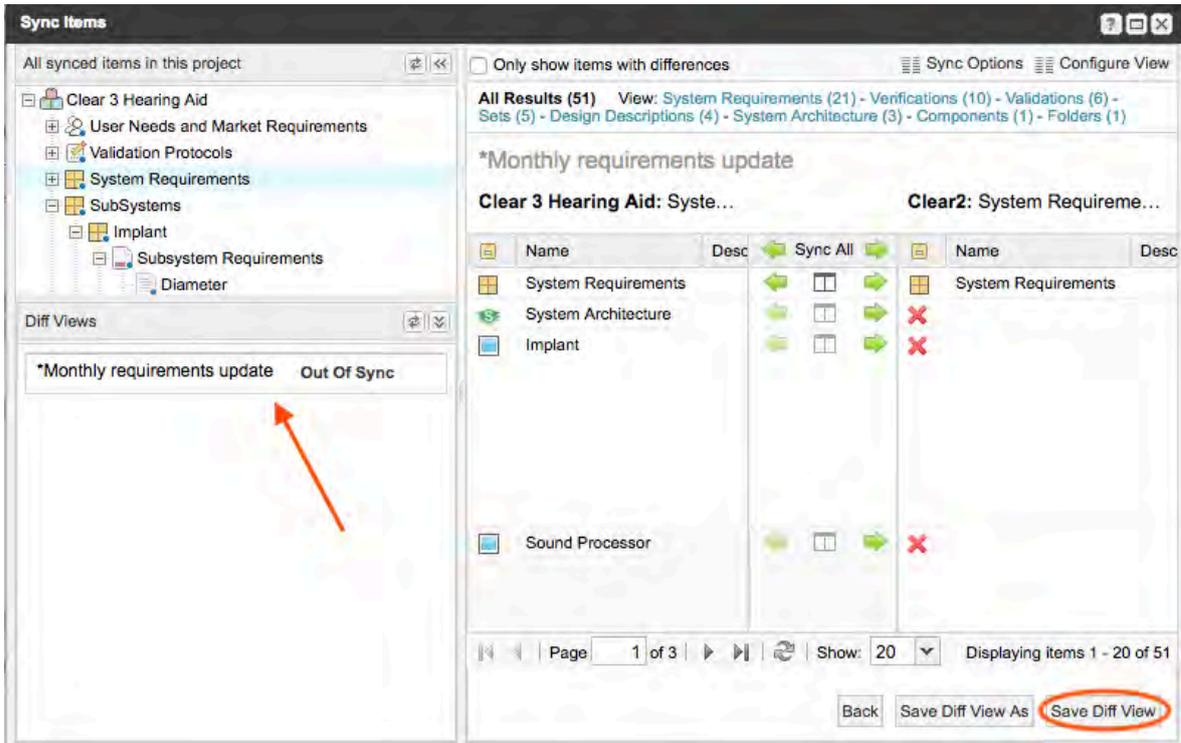 Sync Items
?
All synced items in this project
Clear 3 Hearing Aid
User Needs and Market Requirements
Validation Protocols
System Requirements
SubSystems
Implant
Subsystem Requirements
Diameter
Diff Views
*Monthly requirements update Out Of Sync
Only show items with differences Sync Options Configure View
All Results (51) View: System Requirements (21) - Verifications (10) - Validations (6) -
Sets (5) - Design Descriptions (4) - System Architecture (3) - Components (1) - Folders (1)
*Monthly requirements update
Clear 3 Hearing Aid: Syste... Clear2: System Requireme...
Name Desc Sync All Name Desc
System Requirements System Requirements
S System Architecture
Implant
Sound Processor
Page 1 of 3 Show: 20 Displaying items 1 - 20 of 51
Back Save Diff View As Save Diff View